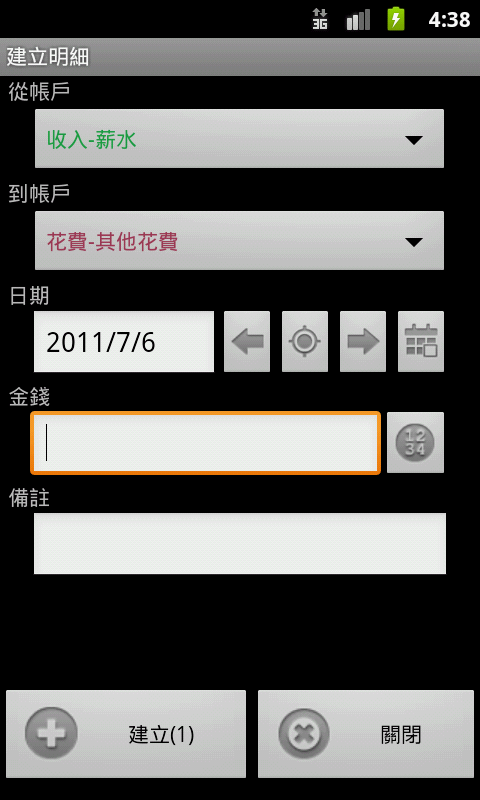 3G 4:38
建立明細
從帳戶
收入-薪水
到帳戶
花費-其他花費
日期
2011/7/6
金錢
12
34
備註
建立(1) 關閉